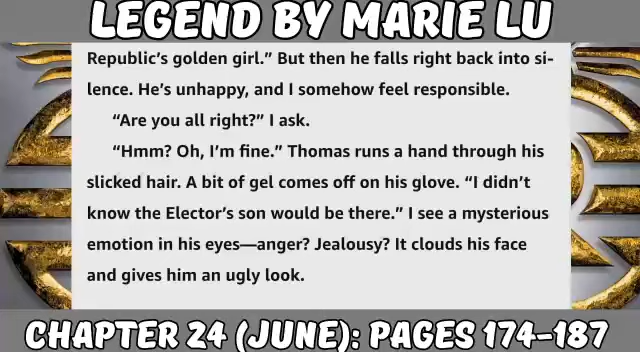 LEGEND BY MARIE LU
Republic's golden girl.” But then he falls right back into si-
lence. He's unhappy, and I somehow feel responsible.
“Are you all right?” I ask.
“Hmm? Oh, I'm fine.” Thomas runs a hand through his
slicked hair. A bit of gel comes off on his glove. “I didn't
know the Elector's son would be there.” I see a mysterious
emotion in his eyes—anger? Jealousy? It clouds his face
and gives him an ugly look.
CHAPTER 24 (JUNE): PAGES 174-187